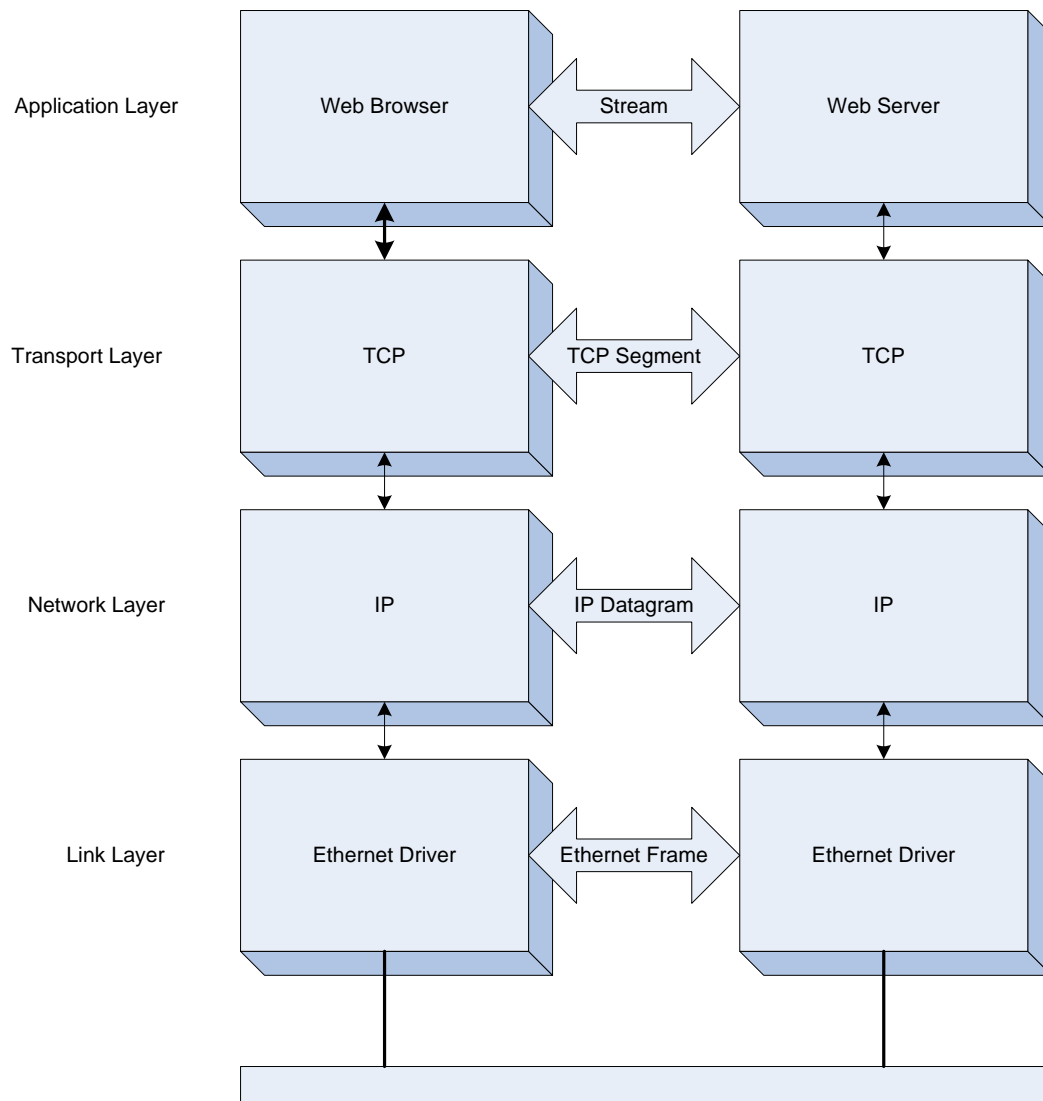 Application Layer
Web Browser
Stream
Web Server
Transport Layer
TCP
TCP Segment
TCP
Network Layer
IP
IP Datagram
IP
Link Layer
Ethernet Driver
Ethernet Frame
Ethernet Driver